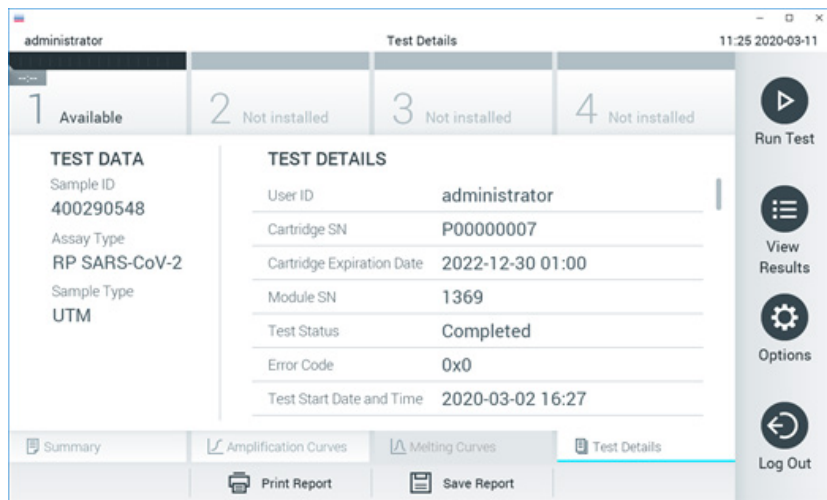 administrator
Test Details
11:25 2020-03-11
--:--
1 Available
2 Not installed
3 Not installed
4 Not installed
Run Test
View
Results
Options
Log Out
TEST DATA
Sample ID
400290548
Assay Type
RP SARS-CoV-2
Sample Type
UTM
TEST DETAILS
User ID administrator
Cartridge SN P00000007
Cartridge Expiration Date 2022-12-30 01:00
Module SN 1369
Test Status Completed
Error Code 0x0
Test Start Date and Time 2020-03-02 16:27
Summary
Amplification Curves
Melting Curves
Test Details
Print Report
Save Report